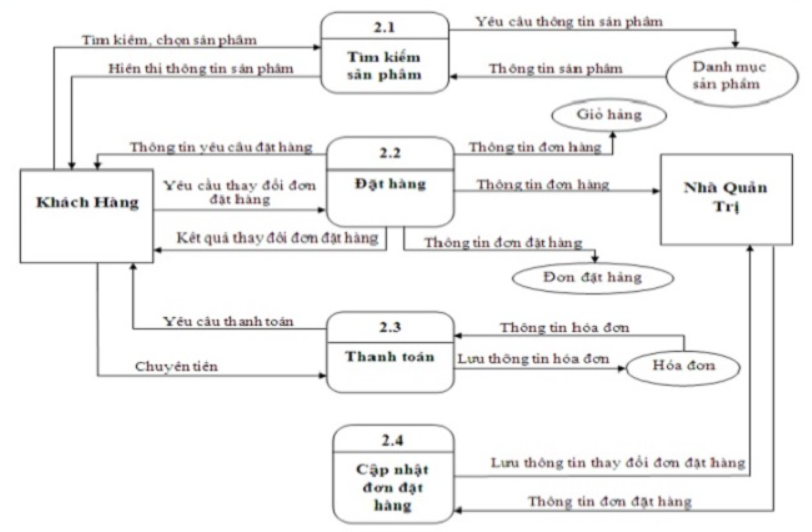 2.1
Tìm kiếm
sản phẩm
Tìm kiếm, chọn sản phẩm
Hiển thị thông tin sản phẩm
Yêu câu thông tin sản phẩm
Thông tin sản phẩm
Danh mục
sản phẩm
Giỏ hàng
2.2
Đặt hàng
Thông tin yêu câu đặt hàng
Thông tin đơn hàng
Khách Hàng
Yêu cầu thay đổi đơn
đặt hàng
Thông tin đơn hàng
Nhà Quản
Trị
Kết quả thay đổi đơn đặt hàng
Thông tin đơn đặt hàng
Đơn đặt hàng
2.3
Thanh toán
Yêu câu thanh toán
Chuyên tiên
Thông tin hóa đơn
Lưu thông tin hóa đơn
Hóa đơn
2.4
Cập nhật
đơn đặt
hàng
Lưu thông tin thay đổi đơn đặt hàng
Thông tin đơn đặt hàng